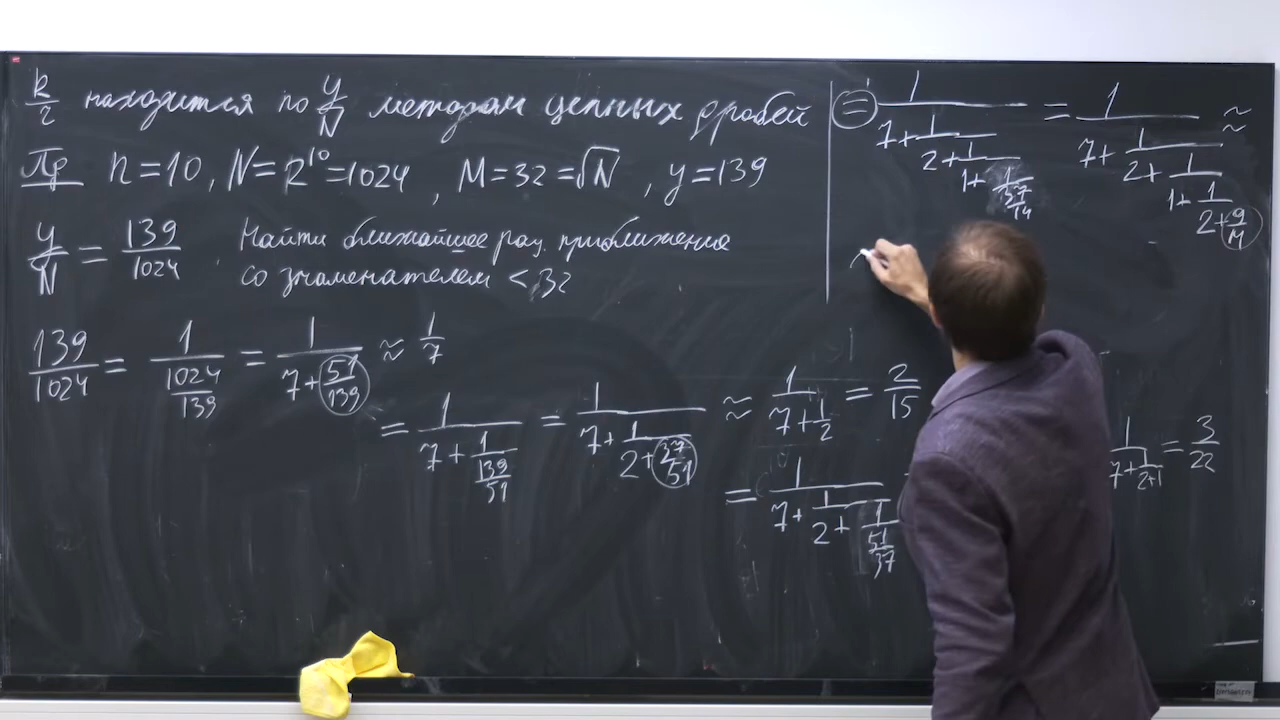 k/r находится по y/N методом цепных дробей
Пр n=10, N=2^10=1024, M=32=√N, y=139
y/N = 139/1024. Найти ближайшее рац. приближение
со знаменателем < 32
139/1024 = 1/(1024/139) = 1/(7+51/139) ≈ 1/7
= 1/(7+1/(139/51)) = 1/(7+1/(2+37/51)) ≈ 1/(7+1/2) = 2/15
= 1/(7+1/(2+1/(51/37)))
1/(7+1/(2+1)) = 3/22
= 1/(7+1/(2+1/(1+1/(37/14)))) = 1/(7+1/(2+1/(1+1/(2+9/14)))) ≈